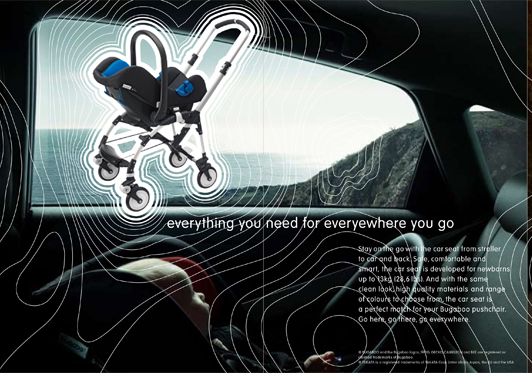 everything you need for everyewhere you go
Stay on the go with the car seat from stroller
to car and back. Safe, comfortable and
smart, the car seat is developed for newborns
up to 13kg (28,6 lbs). And with the same
clean look, high quality materials and range
of colours to choose from, the car seat is
a perfect match for your Bugaboo pushchair.
Go here, go there, go everywhere.